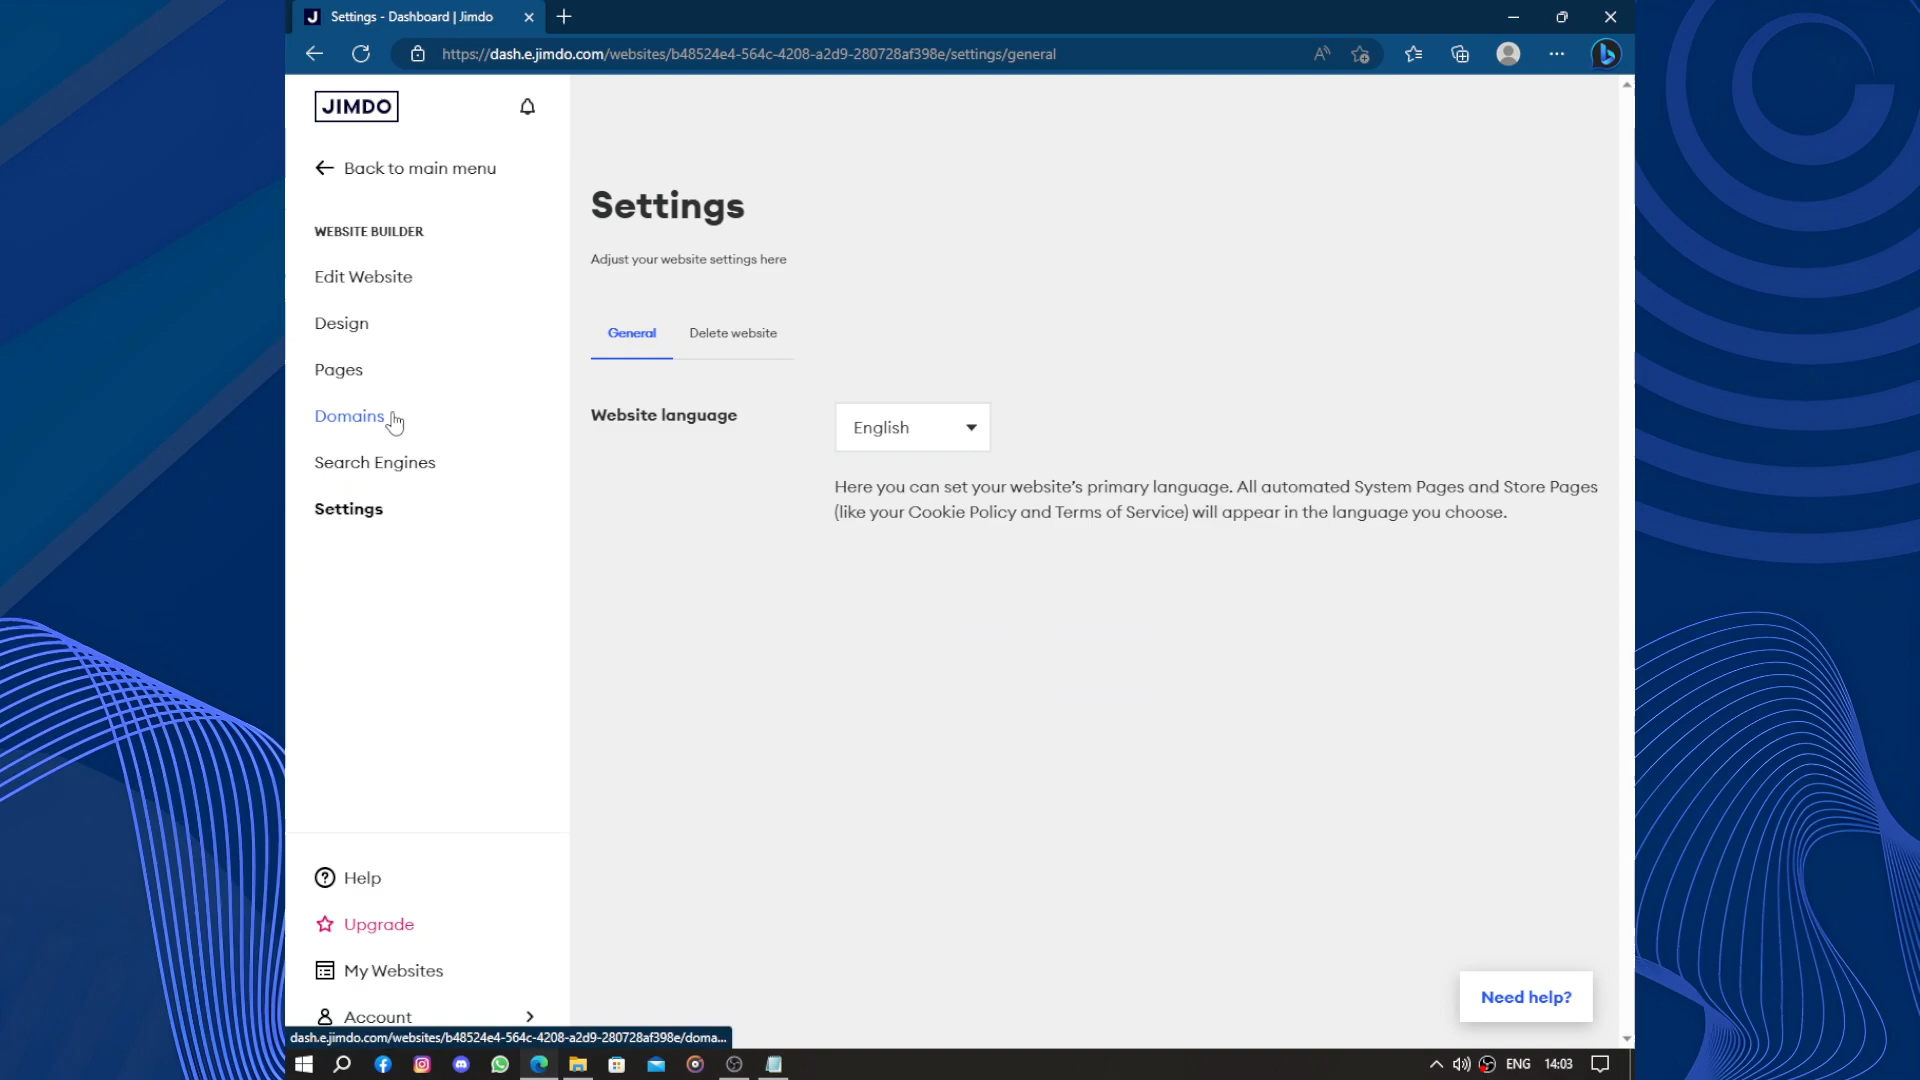 Settings - Dashboard | Jimdo
https://dash.e.jimdo.com/websites/b48524e4-564c-4208-a2d9-280728af398e/settings/general
JIMDO
Back to main menu
WEBSITE BUILDER
Edit Website
Design
Pages
Domains
Search Engines
Settings
Settings
Adjust your website settings here
General
Delete website
Website language
English
Here you can set your website's primary language. All automated System Pages and Store Pages
(like your Cookie Policy and Terms of Service) will appear in the language you choose.
Help
Upgrade
My Websites
Account
Need help?
dash.e.jimdo.com/websites/b48524e4-564c-4208-a2d9-280728af398e/doma...
ENG
14:03